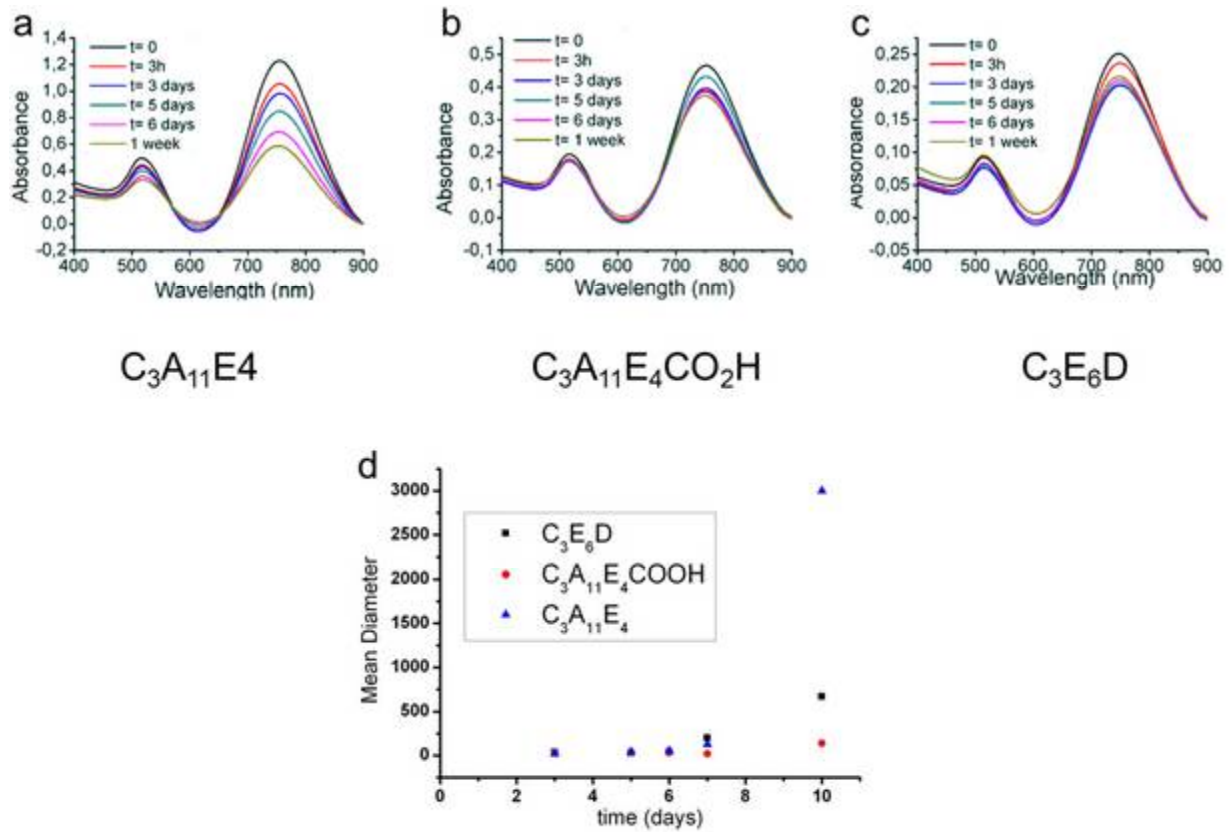 a
t= 0
t= 3h
t= 3 days
t= 5 days
t= 6 days
1 week
1,4
1,2
1,0
0,8
0,6
0,4
0,2
0,0
-0,2
Absorbance
400 500 600 700 800 900
Wavelength (nm)
b
t= 0
t= 3h
t= 3 days
t= 5 days
t= 6 days
t= 1 week
0,5
0,4
0,3
0,2
0,1
0,0
-0,1
Absorbance
400 500 600 700 800 900
Wavelength (nm)
c
t= 0
t= 3h
t= 3 days
t= 5 days
t= 6 days
t= 1 week
0,25
0,20
0,15
0,10
0,05
0,00
-0,05
Absorbance
400 500 600 700 800 900
Wavelength (nm)
C₃A₁₁E4
C₃A₁₁E₄CO₂H
C₃E₆D
d
3000
2500
2000
1500
1000
500
0
Mean Diameter
C₃E₆D
C₃A₁₁E₄COOH
C₃A₁₁E₄
0 2 4 6 8 10
time (days)